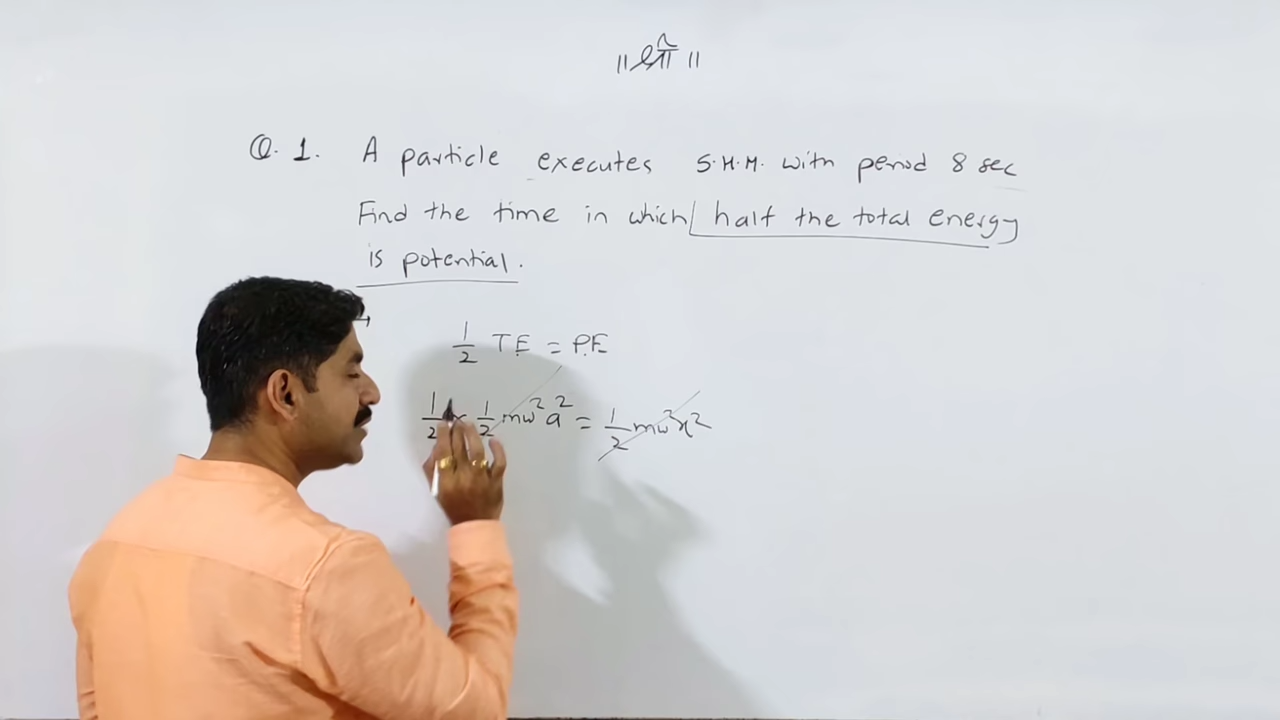 ॥ श्री ॥
Q. 1. A particle executes S.H.M. with period 8 sec
Find the time in which half the total energy
is potential.
→
1/2 T.E = P.E
1/2 × 1/2 mω²a² = 1/2 mω²x²